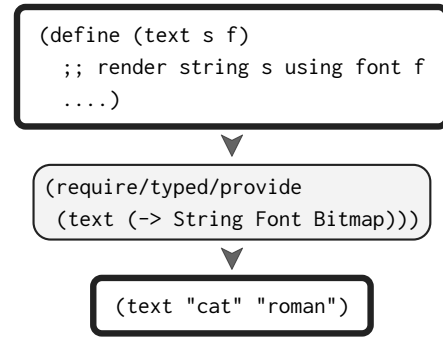 (define (text s f)
;; render string s using font f
....)
(require/typed/provide
(text (-> String Font Bitmap)))
(text "cat" "roman")